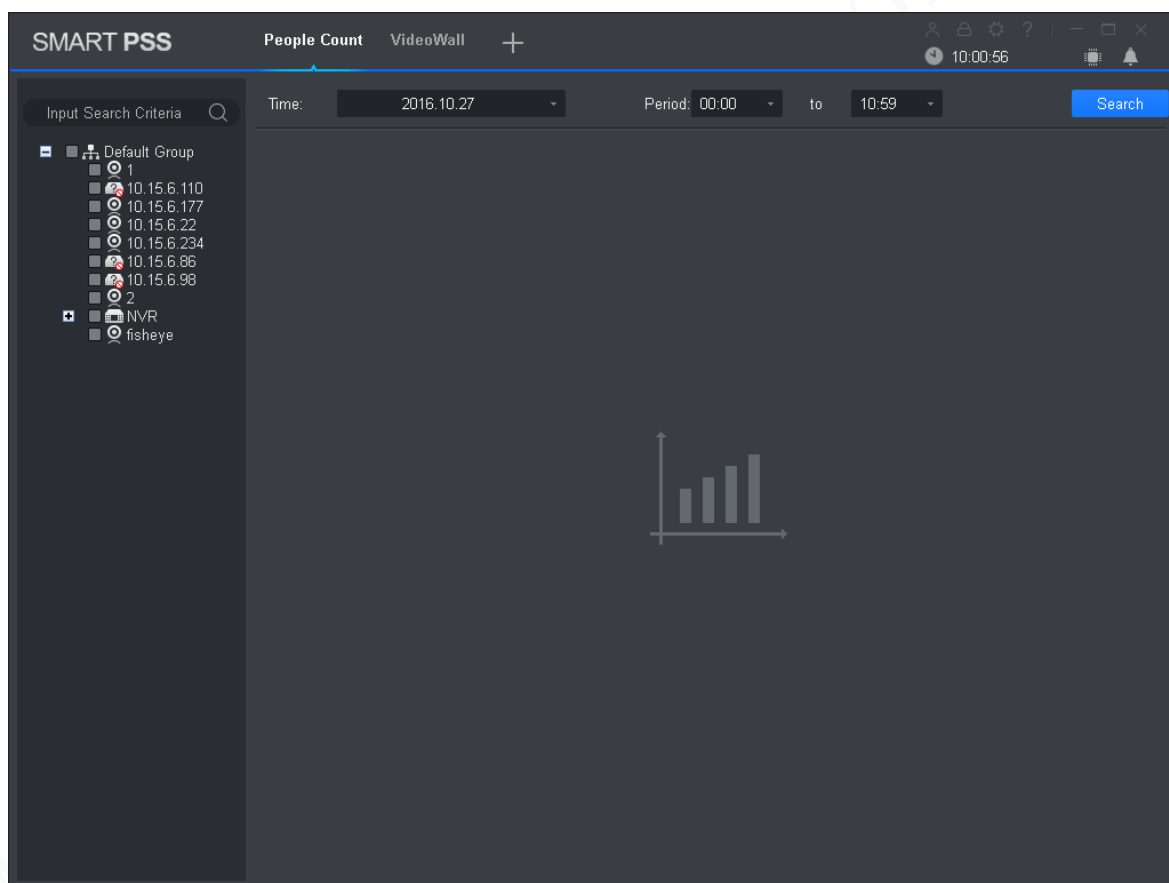 SMART PSS
People Count VideoWall
10:00:56
Input Search Criteria
Time: 2016.10.27 Period: 00:00 to 10:59 Search
Default Group
1
10.15.6.110
10.15.6.177
10.15.6.22
10.15.6.234
10.15.6.86
10.15.6.98
2
NVR
fisheye